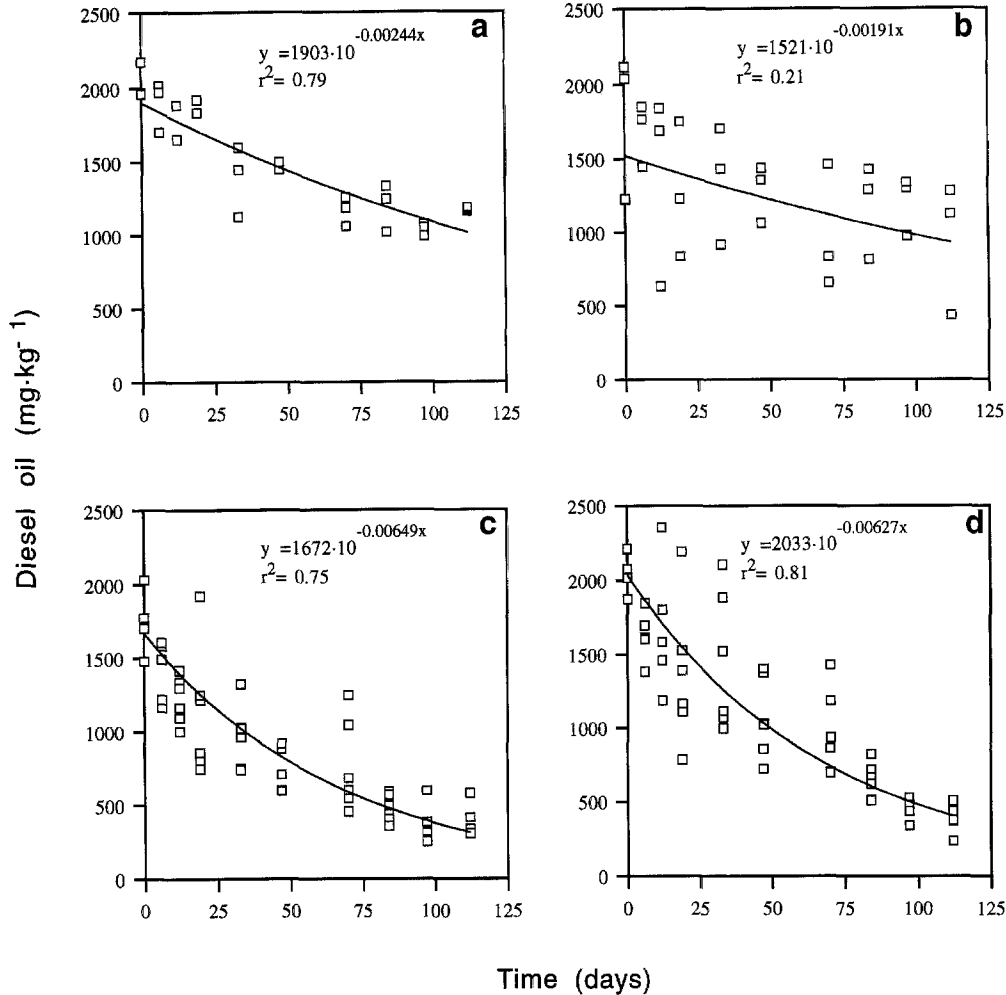 a
y =1903·10^-0.00244x
r^2= 0.79
2500
2000
1500
1000
500
0
0 25 50 75 100 125
b
y =1521·10^-0.00191x
r^2= 0.21
2500
2000
1500
1000
500
0
0 25 50 75 100 125
c
y =1672·10^-0.00649x
r^2= 0.75
2500
2000
1500
1000
500
0
0 25 50 75 100 125
d
y =2033·10^-0.00627x
r^2= 0.81
2500
2000
1500
1000
500
0
0 25 50 75 100 125
Diesel oil (mg·kg^-1)
Time (days)